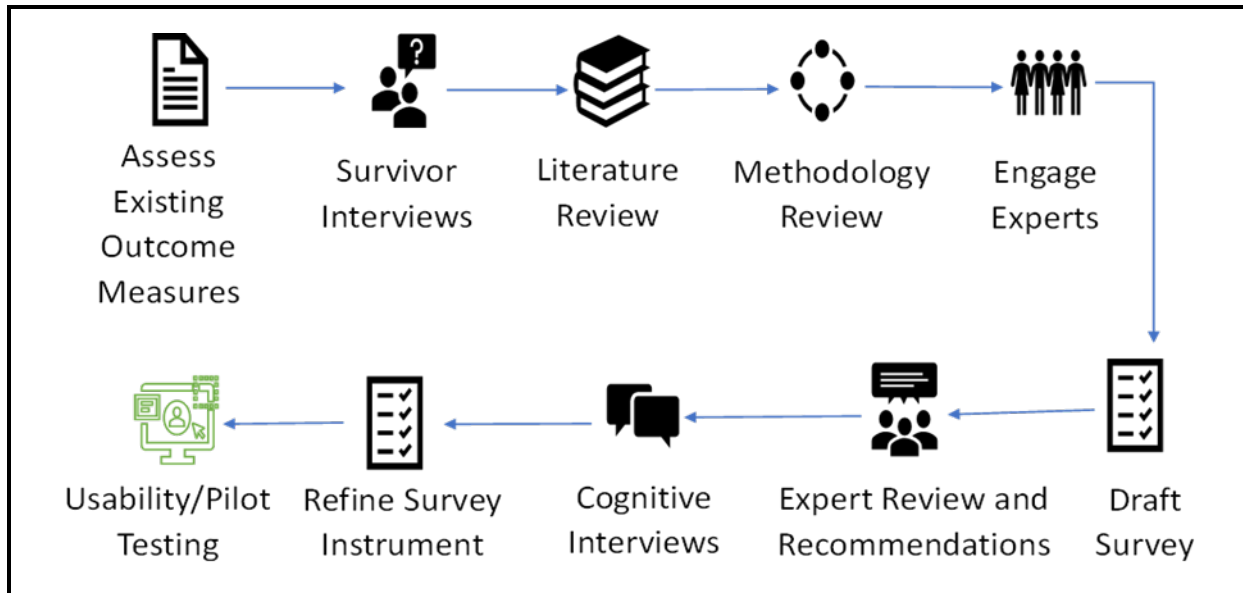 ?
Assess
Existing
Outcome
Measures
Survivor
Interviews
Literature
Review
Methodology
Review
Engage
Experts
Usability/Pilot
Testing
Refine Survey
Instrument
Cognitive
Interviews
Expert Review and
Recommendations
Draft
Survey